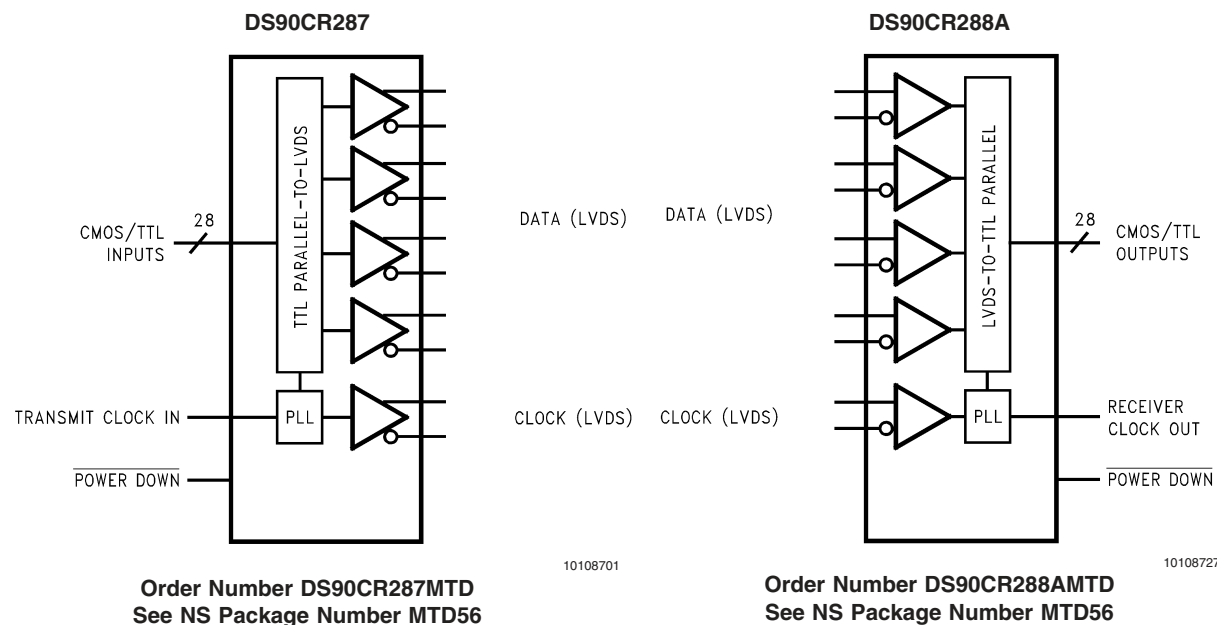 DS90CR287
TTL PARALLEL-TO-LVDS
28
CMOS/TTL
INPUTS
DATA (LVDS)
TRANSMIT CLOCK IN
PLL
CLOCK (LVDS)
POWER DOWN
10108701
Order Number DS90CR287MTD
See NS Package Number MTD56
DS90CR288A
DATA (LVDS)
LVDS-TO-TTL PARALLEL
28
CMOS/TTL
OUTPUTS
CLOCK (LVDS)
PLL
RECEIVER
CLOCK OUT
POWER DOWN
10108727
Order Number DS90CR288AMTD
See NS Package Number MTD56